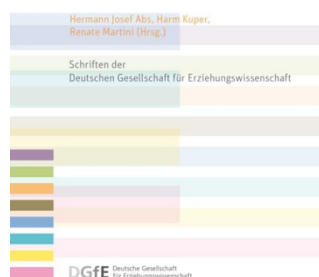 Hermann Josef Abs, Harm Kuper,
Renate Martini (Hrsg.)
Schriften der
Deutschen Gesellschaft für Erziehungswissenschaft
DGfE Deutsche Gesellschaft
für Erziehungswissenschaft